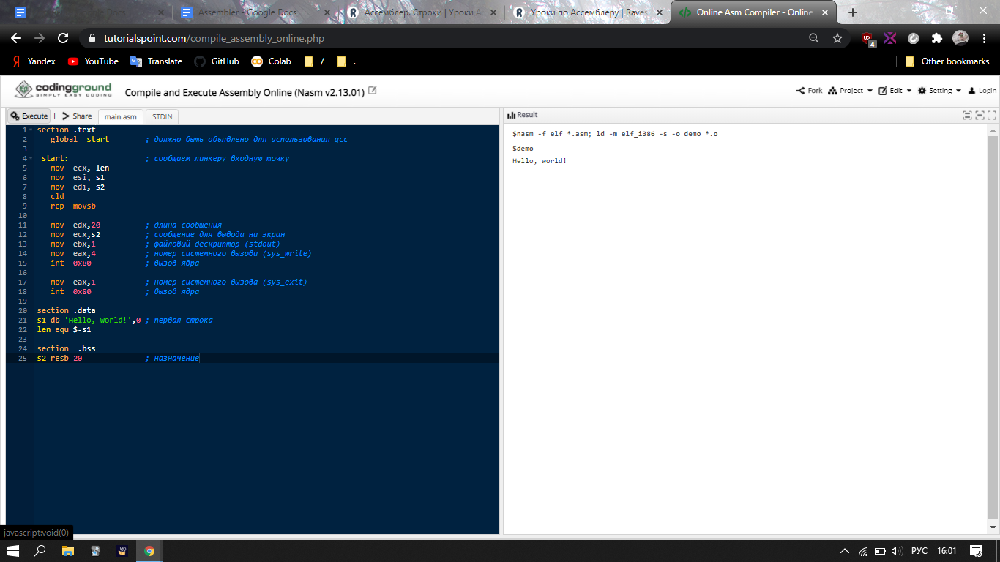 Docs
Assembler - Google Docs
Ассемблер. Строки | Уроки А
Уроки по Ассемблеру | Raves
Online Asm Compiler - Online
tutorialspoint.com/compile_assembly_online.php
4
Yandex YouTube Translate GitHub Colab / . Other bookmarks
codingground
SIMPLY EASY CODING
Compile and Execute Assembly Online (Nasm v2.13.01)
Fork Project Edit Setting Login
Execute | Share main.asm STDIN
Result
1 section .text
2 global _start ; должно быть объявлено для использования gcc
3
4 _start: ; сообщаем линкеру входную точку
5 mov ecx, len
6 mov esi, s1
7 mov edi, s2
8 cld
9 rep movsb
10
11 mov edx,20 ; длина сообщения
12 mov ecx,s2 ; сообщение для вывода на экран
13 mov ebx,1 ; файловый дескриптор (stdout)
14 mov eax,4 ; номер системного вызова (sys_write)
15 int 0x80 ; вызов ядра
16
17 mov eax,1 ; номер системного вызова (sys_exit)
18 int 0x80 ; вызов ядра
19
20 section .data
21 s1 db 'Hello, world!',0 ; первая строка
22 len equ $-s1
23
24 section .bss
25 s2 resb 20 ; назначение
$nasm -f elf *.asm; ld -m elf_i386 -s -o demo *.o
$demo
Hello, world!
javascript:void(0)
РУС 16:01